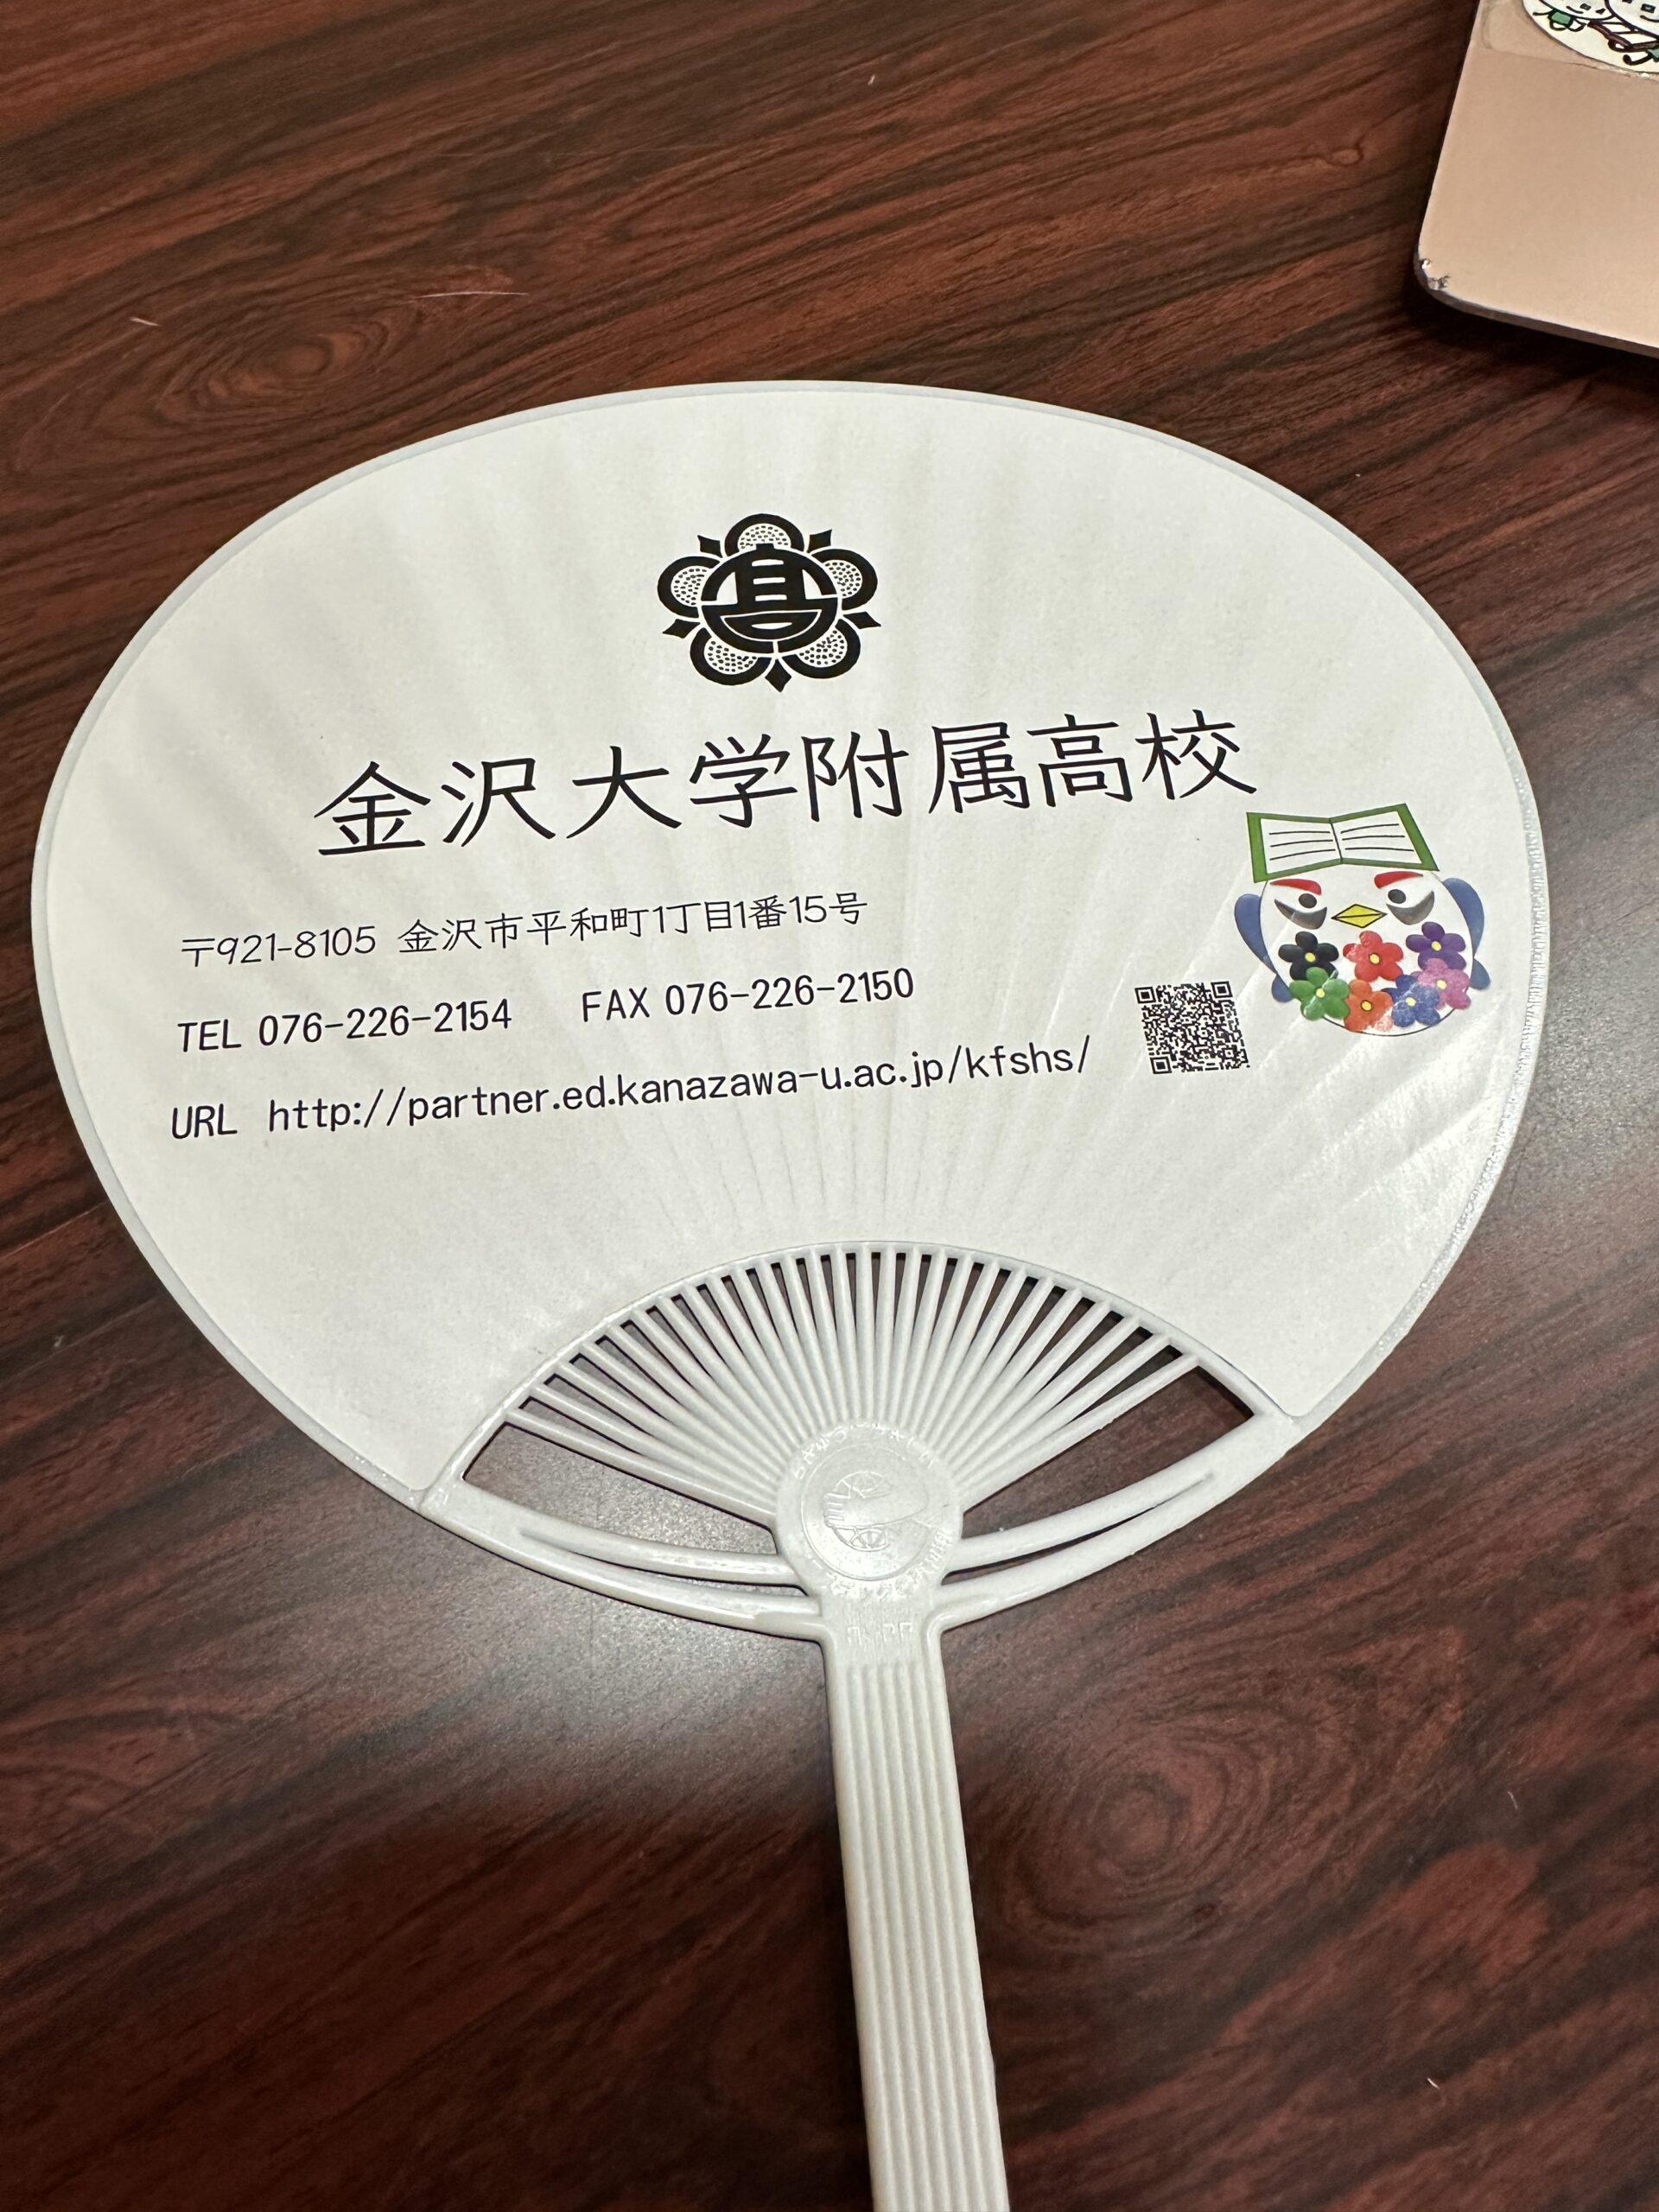 高
金沢大学附属高校
〒921-8105 金沢市平和町1丁目1番15号
TEL 076-226-2154 FAX 076-226-2150
URL http://partner.ed.kanazawa-u.ac.jp/kfshs/